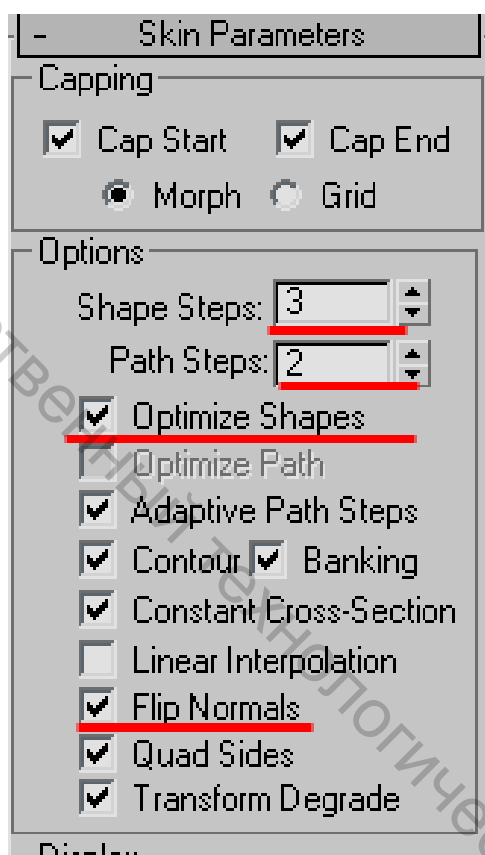 - Skin Parameters
Capping
Cap Start Cap End
Morph Grid
Options
Shape Steps: 3
Path Steps: 2
Optimize Shapes
Optimize Path
Adaptive Path Steps
Contour Banking
Constant Cross-Section
Linear Interpolation
Flip Normals
Quad Sides
Transform Degrade
Display